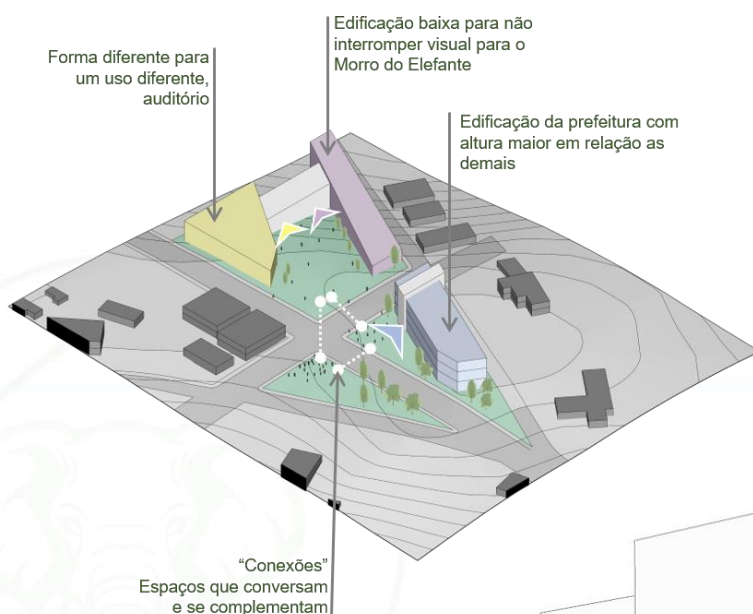 Edificação baixa para não
interromper visual para o
Morro do Elefante
Forma diferente para
um uso diferente,
auditório
Edificação da prefeitura com
altura maior em relação as
demais
“Conexões”
Espaços que conversam
e se complementam